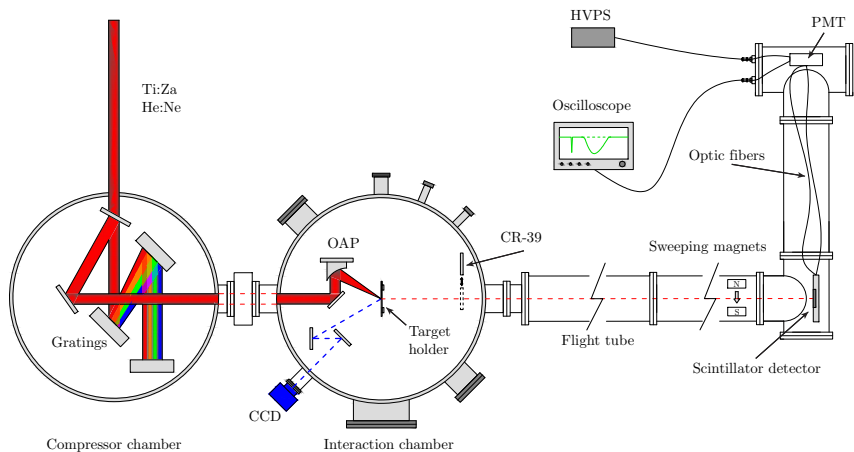 HVPS
PMT
Ti:Za
He:Ne
Oscilloscope
Optic fibers
CR-39
OAP
Sweeping magnets
N
S
Target
holder
Gratings
Flight tube
Scintillator detector
CCD
Compressor chamber
Interaction chamber